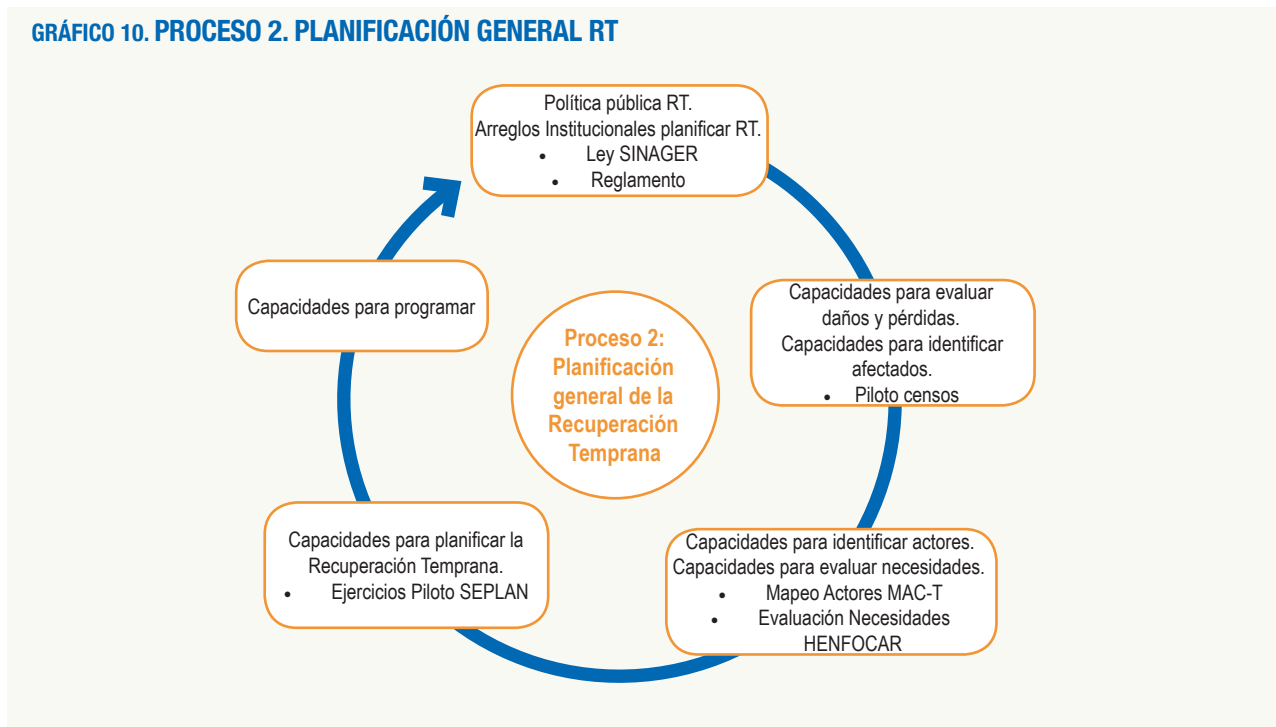 GRÁFICO 10. PROCESO 2. PLANIFICACIÓN GENERAL RT
Política pública RT.
Arreglos Institucionales planificar RT.
• Ley SINAGER
• Reglamento
Capacidades para evaluar
daños y pérdidas.
Capacidades para identificar
afectados.
• Piloto censos
Capacidades para identificar actores.
Capacidades para evaluar necesidades.
• Mapeo Actores MAC-T
• Evaluación Necesidades
HENFOCAR
Capacidades para planificar la
Recuperación Temprana.
• Ejercicios Piloto SEPLAN
Capacidades para programar
Proceso 2:
Planificación
general de la
Recuperación
Temprana